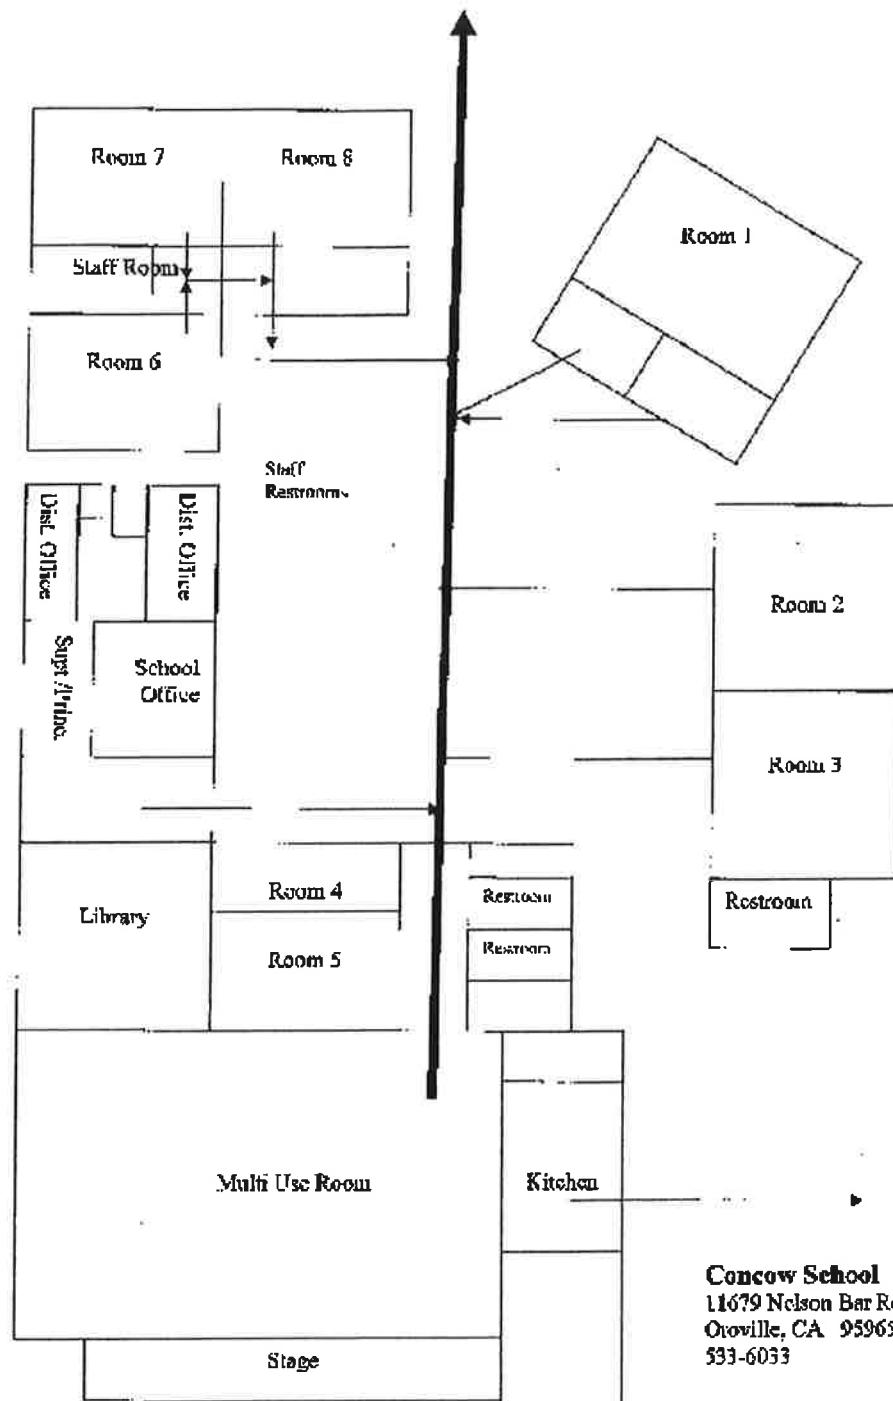 Room 7
Room 8
Room 1
Staff Room
Room 6
Staff
Restrooms
Dist. Office
Dist. Office
Room 2
Supt./Princ.
School
Office
Room 3
Room 4
Restroom
Restroom
Library
Room 5
Restroom
Multi Use Room
Kitchen
Concow School
11679 Nelson Bar
Oroville, CA 95965
533-6033
Stage